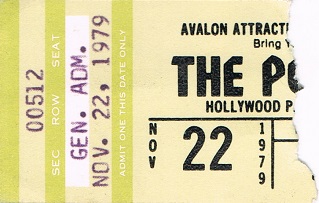 00512
SEC ROW SEAT
GEN. ADM.
NOV. 22, 1979
ADMIT ONE THIS DATE ONLY
AVALON ATTRACTI
Bring Y
THE PO
HOLLYWOOD P
NOV 22 1979